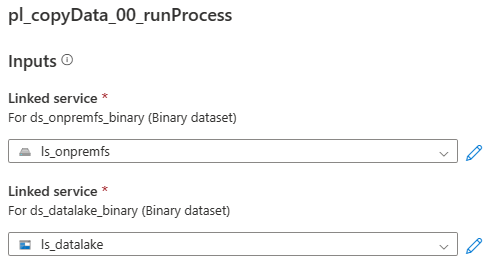 pl_copyData_00_runProcess
Inputs
Linked service *
For ds_onpremfs_binary (Binary dataset)
ls_onpremfs
Linked service *
For ds_datalake_binary (Binary dataset)
ls_datalake